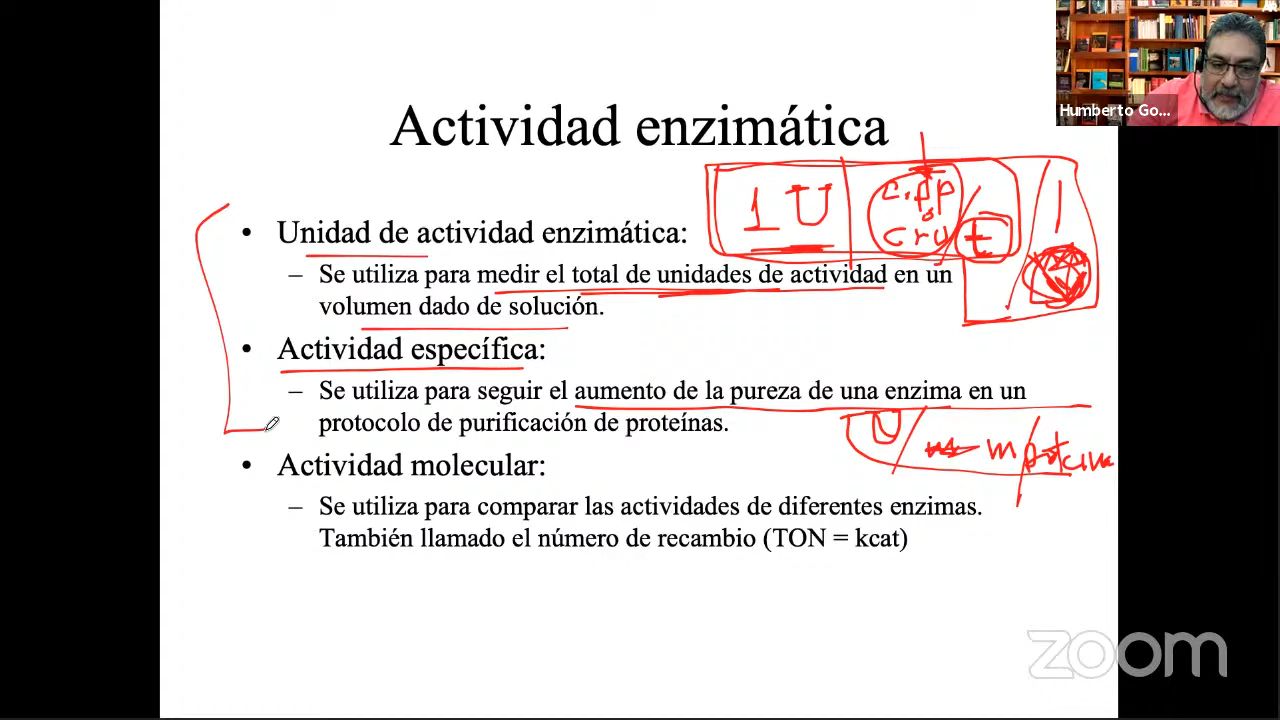 Humberto Go...
Actividad enzimática
1 U
t
• Unidad de actividad enzimática:
– Se utiliza para medir el total de unidades de actividad en un
volumen dado de solución.
• Actividad específica:
– Se utiliza para seguir el aumento de la pureza de una enzima en un
protocolo de purificación de proteínas.
U/ m proteína
• Actividad molecular:
– Se utiliza para comparar las actividades de diferentes enzimas.
También llamado el número de recambio (TON = kcat)
zoom